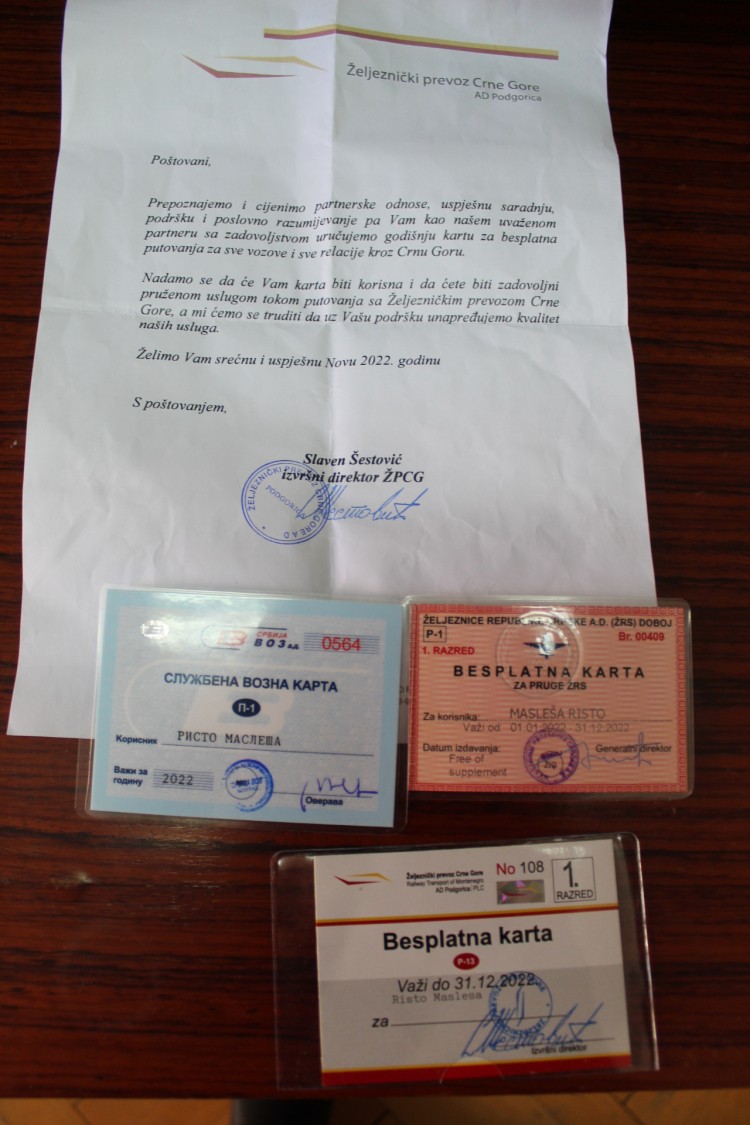 Željeznički prevoz Crne Gore
AD Podgorica
Poštovani,
Prepoznajemo i cijenimo partnerske odnose, uspješnu saradnju,
podršku i poslovno razumijevanje pa Vam kao našem uvaženom
partneru sa zadovoljstvom uručujemo godišnju kartu za besplatna
putovanja za sve vozove i sve relacije kroz Crnu Goru.
Nadamo se da će Vam karta biti korisna i da ćete biti zadovoljni
pruženom uslugom tokom putovanja sa Željezničkim prevozom Crne
Gore, a mi ćemo se truditi da uz Vašu podršku unapređujemo kvalitet
naših usluga.
Želimo Vam srećnu i uspješnu Novu 2022. godinu
S poštovanjem,
Slaven Šestović
izvršni direktor ŽPCG
ŽELJEZNIČKI PREVOZ CRNE GORE A D
PODGORICA
СРБИЈА
ВОЗ АД
0564
СЛУЖБЕНА ВОЗНА КАРТА
П-1
Корисник РИСТО МАСЛЕША
Важи за
годину 2022
Оверава
ŽELJEZNICE REPUBLIKE SRPSKE A.D. (ŽRS) DOBOJ
P-1
Br. 00409
1. RAZRED
BESPLATNA KARTA
ZA PRUGE ŽRS
Za korisnika: MASLEŠA RISTO
Važi od 01.01.2022 - 31.12.2022
Datum izdavanja: Generalni direktor
Free of
supplement
Željeznički prevoz Crne Gore
Railway Transport of Montenegro
AD Podgorica | PLC
No 108
1.
RAZRED
Besplatna karta
P-13
Važi do 31.12.2022
Risto Maslesa
za
izvršni direktor